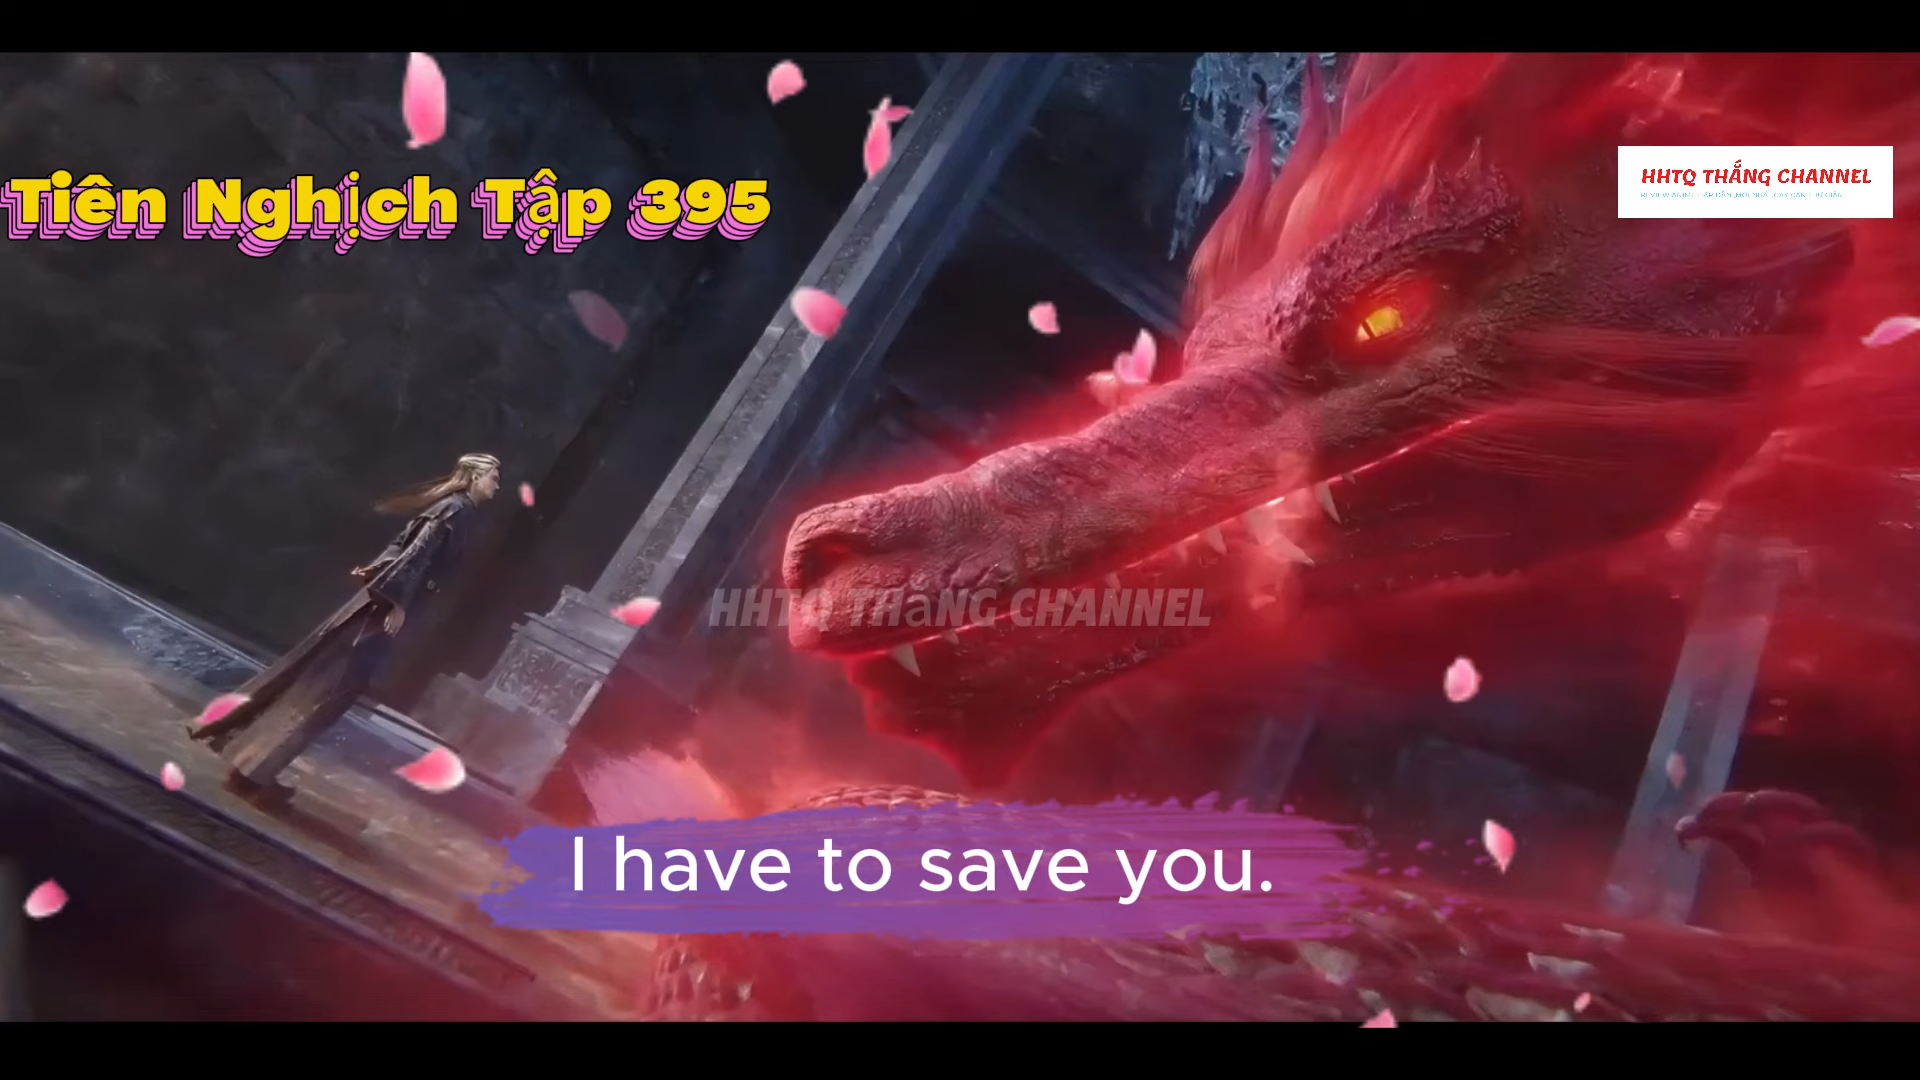 Tiên Nghịch Tập 395
HHTQ THẮNG CHANNEL
HHTQ THắNG CHANNEL
I have to save you.